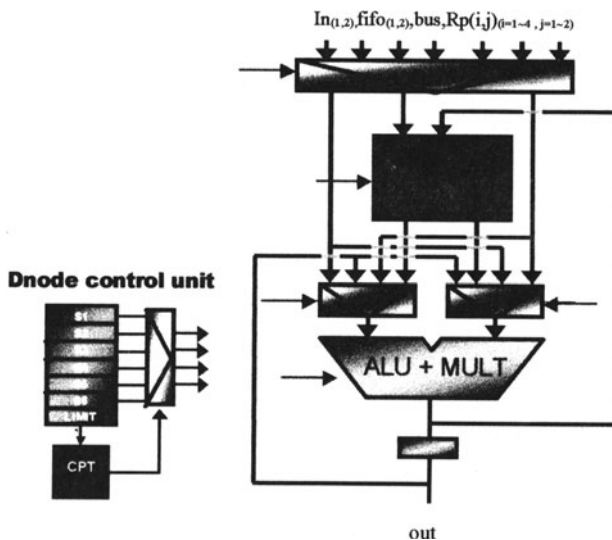 In(1,2),fifo(1,2),bus,Rp(i,j)(i=1~4 , j=1~2)
Dnode control unit
S1
LIMIT
CPT
ALU + MULT
out